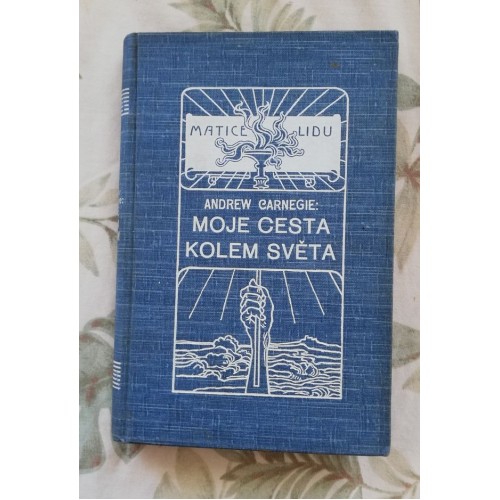 MATICE LIDU
ANDREW CARNEGIE:
MOJE CESTA
KOLEM SVĚTA